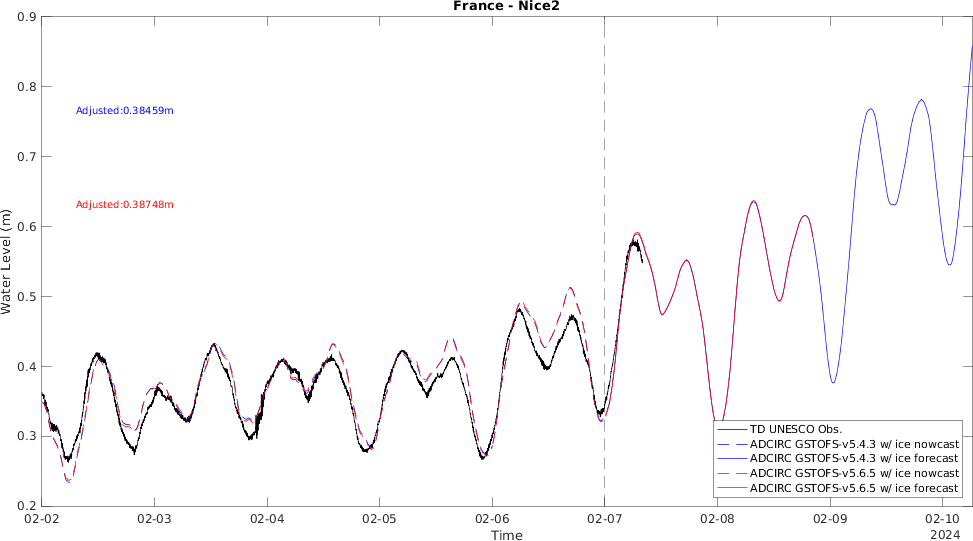 France - Nice2
0.9
0.8
0.7
0.6
0.5
0.4
0.3
0.2
Water Level (m)
Adjusted:0.38459m
Adjusted:0.38748m
TD UNESCO Obs.
ADCIRC GSTOFS-v5.4.3 w/ ice nowcast
ADCIRC GSTOFS-v5.4.3 w/ ice forecast
ADCIRC GSTOFS-v5.6.5 w/ ice nowcast
ADCIRC GSTOFS-v5.6.5 w/ ice forecast
02-02 02-03 02-04 02-05 02-06 02-07 02-08 02-09 02-10
2024
Time